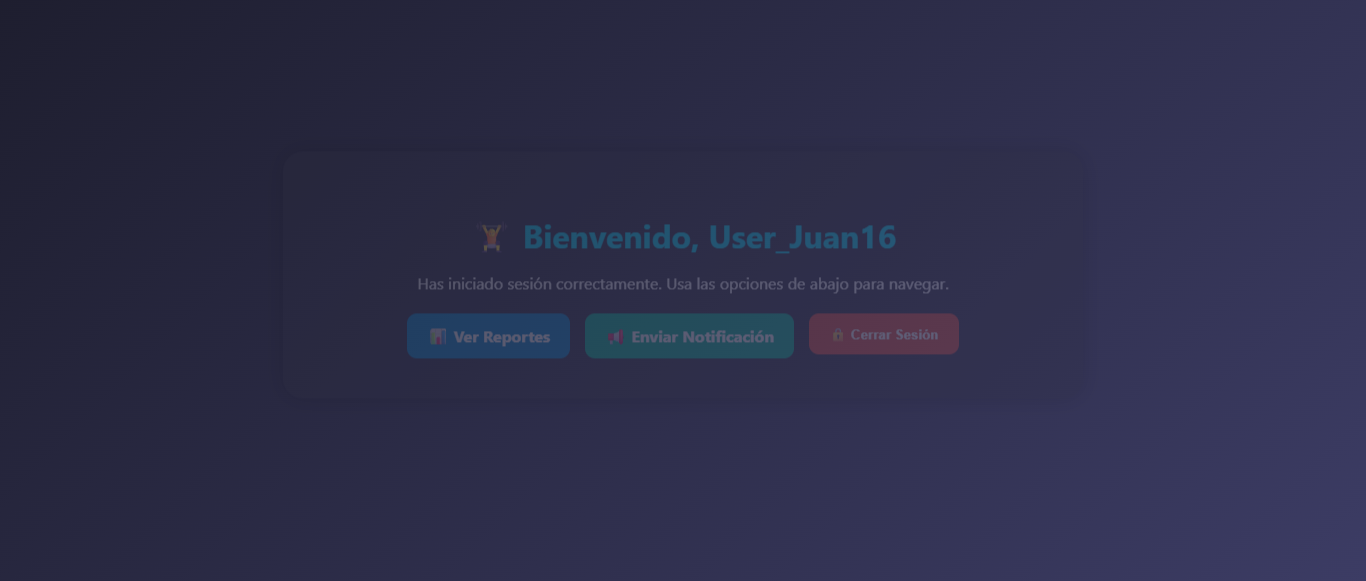 Bienvenido, User_Juan16
Has iniciado sesión correctamente. Usa las opciones de abajo para navegar.
Ver Reportes
Enviar Notificación
Cerrar Sesión